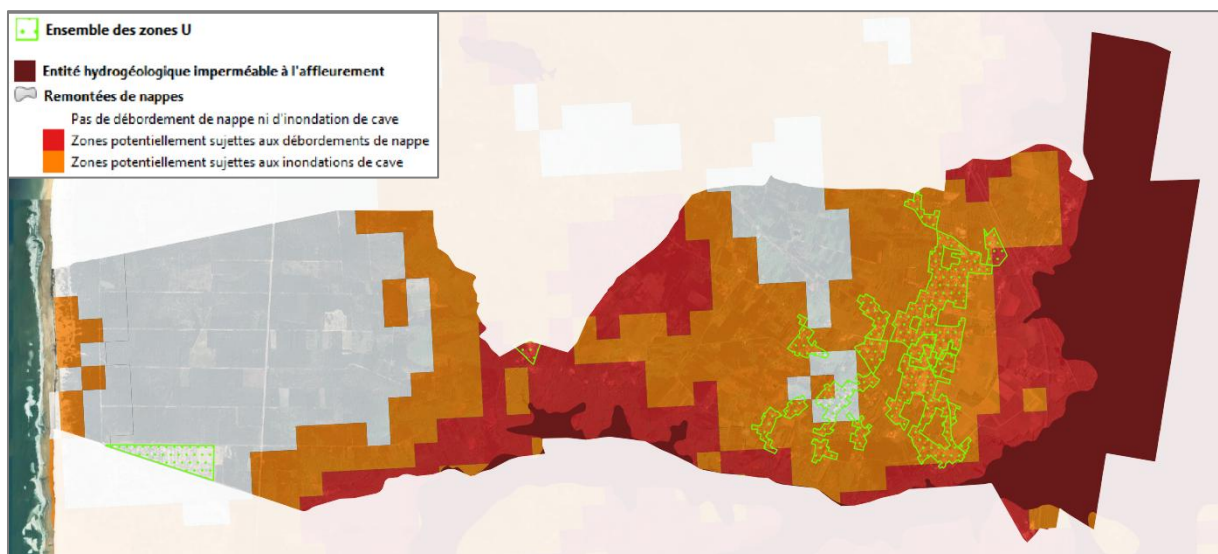 Ensemble des zones U
Entité hydrogéologique imperméable à l'affleurement
Remontées de nappes
Pas de débordement de nappe ni d'inondation de cave
Zones potentiellement sujettes aux débordements de nappe
Zones potentiellement sujettes aux inondations de cave